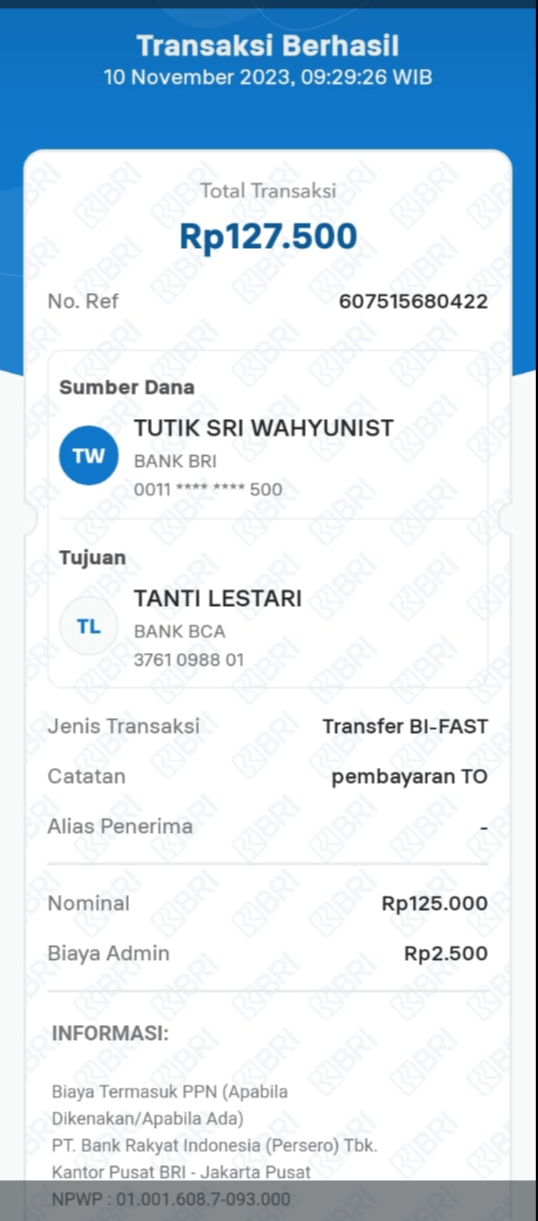 Transaksi Berhasil
10 November 2023, 09:29:26 WIB
Total Transaksi
Rp127.500
No. Ref 607515680422
Sumber Dana
TW
TUTIK SRI WAHYUNIST
BANK BRI
0011 **** **** 500
Tujuan
TL
TANTI LESTARI
BANK BCA
3761 0988 01
Jenis Transaksi Transfer BI-FAST
Catatan pembayaran TO
Alias Penerima -
Nominal Rp125.000
Biaya Admin Rp2.500
INFORMASI:
Biaya Termasuk PPN (Apabila
Dikenakan/Apabila Ada)
PT. Bank Rakyat Indonesia (Persero) Tbk.
Kantor Pusat BRI - Jakarta Pusat
NPWP : 01.001.608.7-093.000